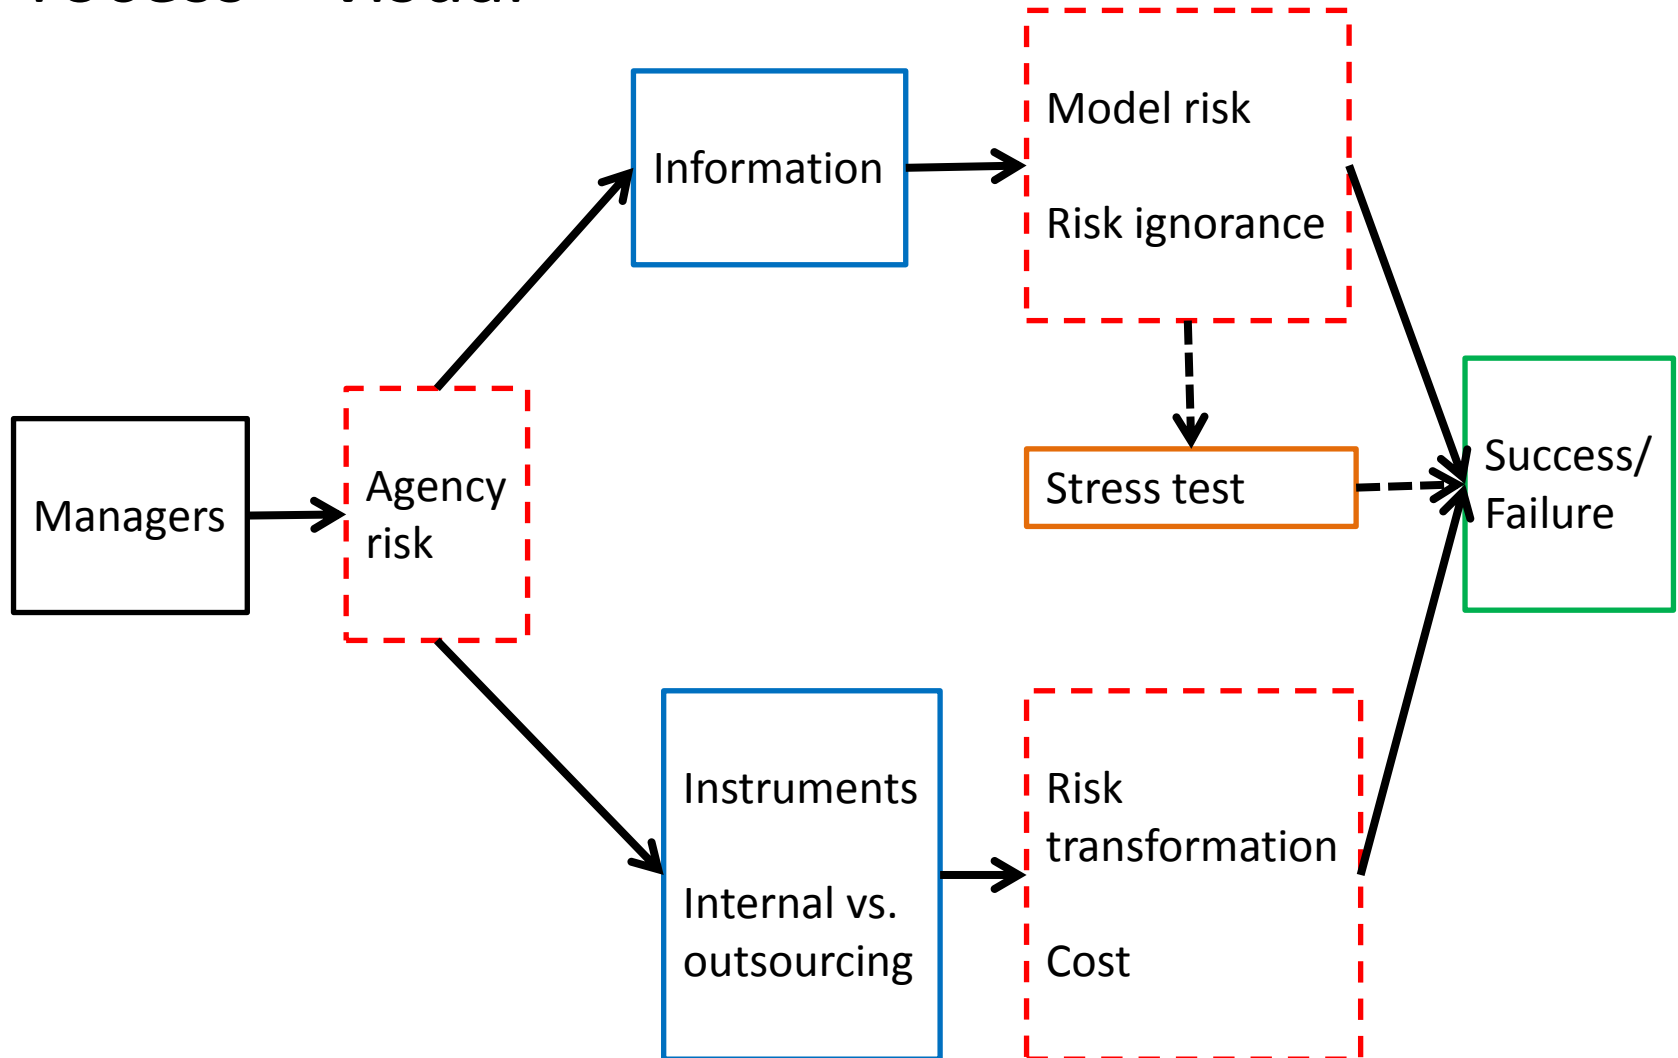 Model risk
Information
Risk ignorance
Success/
Failure
Agency
risk
Stress test
Managers
Instruments
Internal vs.
outsourcing
Risk
transformation
Cost